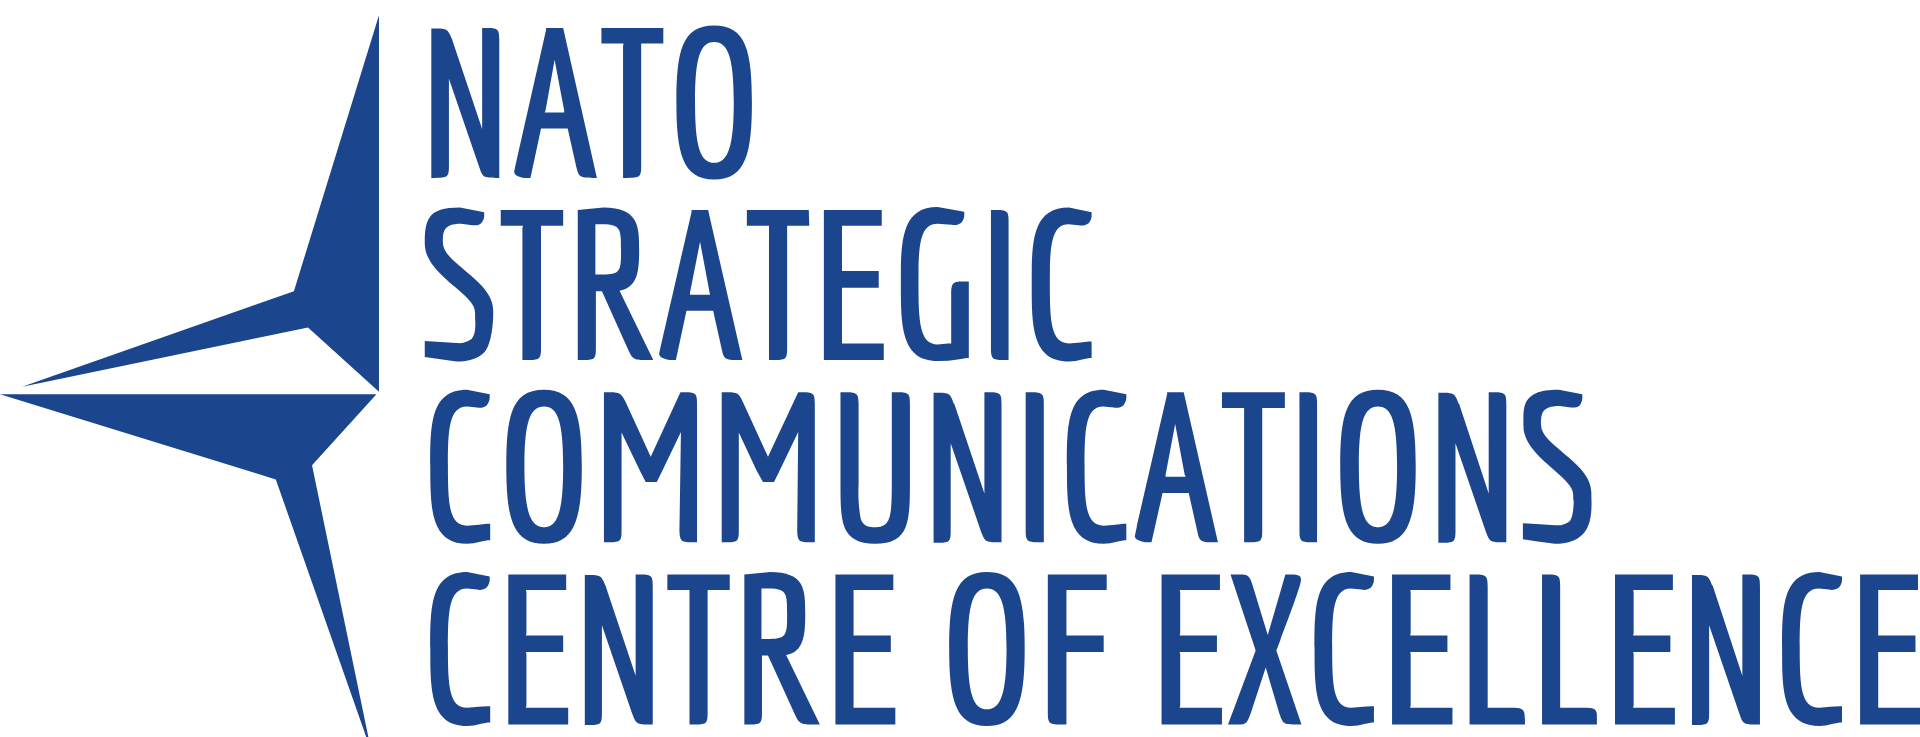 NATO
STRATEGIC
COMMUNICATIONS
CENTRE OF EXCELLENCE